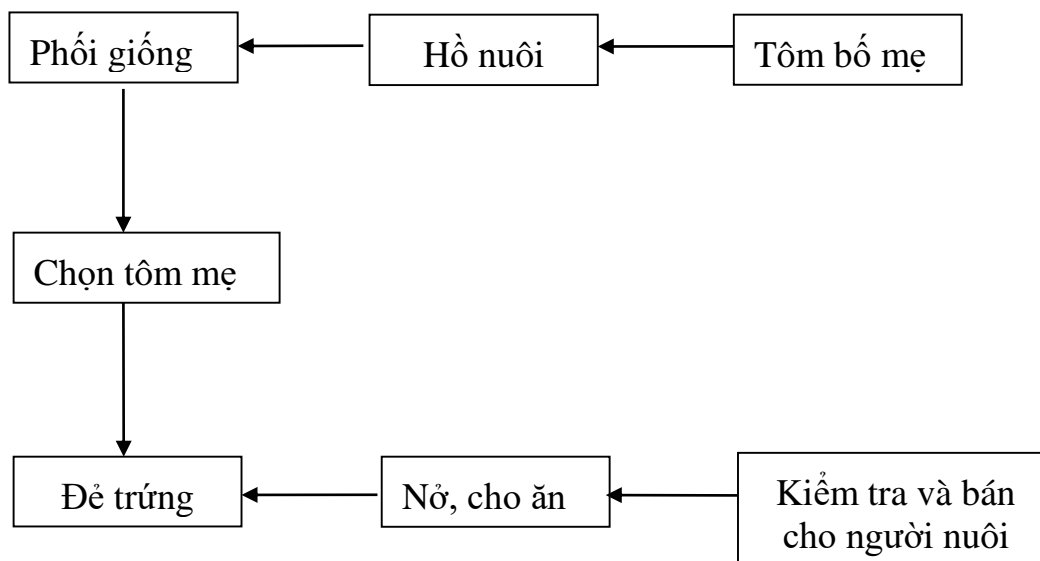 Phối giống
Hồ nuôi
Tôm bố mẹ
Chọn tôm mẹ
Đẻ trứng
Nở, cho ăn
Kiểm tra và bán
cho người nuôi